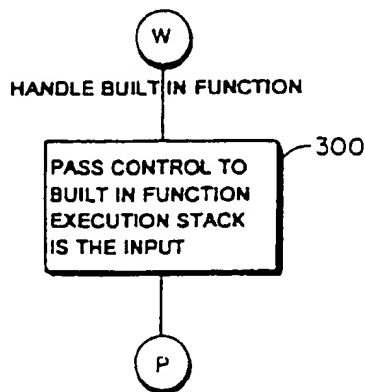 W
HANDLE BUILT IN FUNCTION
300
PASS CONTROL TO
BUILT IN FUNCTION
EXECUTION STACK
IS THE INPUT
P